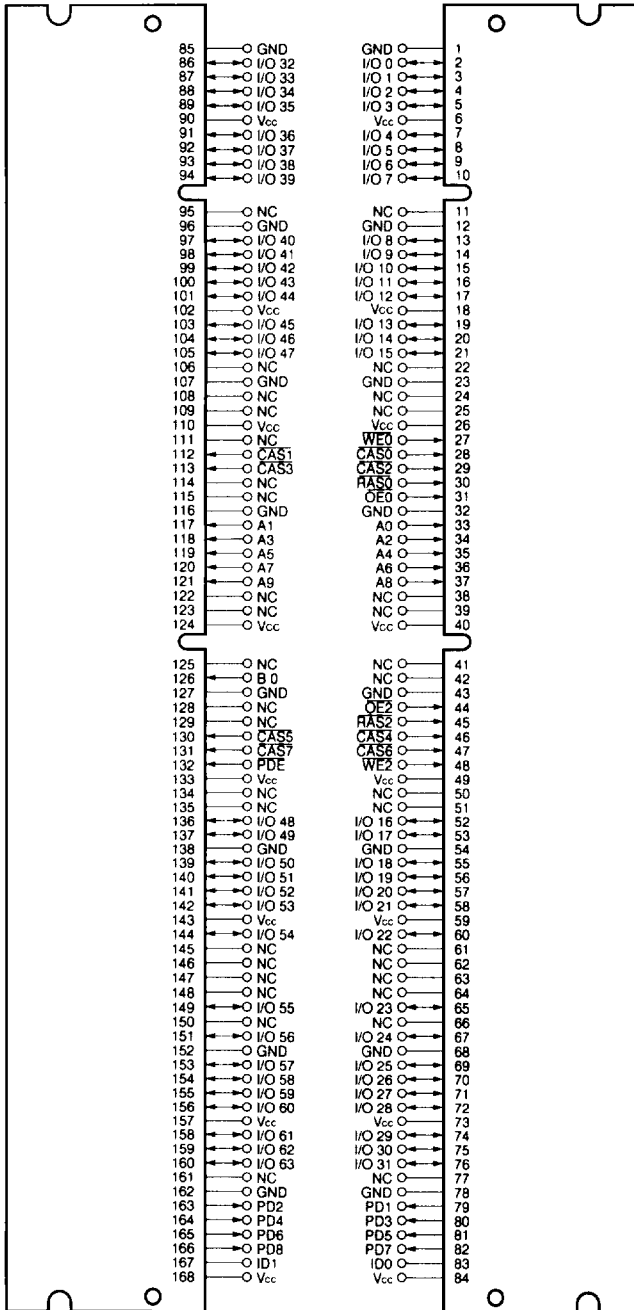 85 GND GND 1
86 I/O 32 I/O 0 2
87 I/O 33 I/O 1 3
88 I/O 34 I/O 2 4
89 I/O 35 I/O 3 5
90 Vcc Vcc 6
91 I/O 36 I/O 4 7
92 I/O 37 I/O 5 8
93 I/O 38 I/O 6 9
94 I/O 39 I/O 7 10
95 NC NC 11
96 GND GND 12
97 I/O 40 I/O 8 13
98 I/O 41 I/O 9 14
99 I/O 42 I/O 10 15
100 I/O 43 I/O 11 16
101 I/O 44 I/O 12 17
102 Vcc Vcc 18
103 I/O 45 I/O 13 19
104 I/O 46 I/O 14 20
105 I/O 47 I/O 15 21
106 NC NC 22
107 GND GND 23
108 NC NC 24
109 NC NC 25
110 Vcc Vcc 26
111 NC W̅E̅0̅ 27
112 C̅A̅S̅1̅ C̅A̅S̅0̅ 28
113 C̅A̅S̅3̅ C̅A̅S̅2̅ 29
114 NC R̅A̅S̅0̅ 30
115 NC O̅E̅0̅ 31
116 GND GND 32
117 A1 A0 33
118 A3 A2 34
119 A5 A4 35
120 A7 A6 36
121 A9 A8 37
122 NC NC 38
123 NC NC 39
124 Vcc Vcc 40
125 NC NC 41
126 B 0 NC 42
127 GND GND 43
128 NC O̅E̅2̅ 44
129 NC R̅A̅S̅2̅ 45
130 C̅A̅S̅5̅ C̅A̅S̅4̅ 46
131 C̅A̅S̅7̅ C̅A̅S̅6̅ 47
132 P̅D̅E̅ W̅E̅2̅ 48
133 Vcc Vcc 49
134 NC NC 50
135 NC NC 51
136 I/O 48 I/O 16 52
137 I/O 49 I/O 17 53
138 GND GND 54
139 I/O 50 I/O 18 55
140 I/O 51 I/O 19 56
141 I/O 52 I/O 20 57
142 I/O 53 I/O 21 58
143 Vcc Vcc 59
144 I/O 54 I/O 22 60
145 NC NC 61
146 NC NC 62
147 NC NC 63
148 NC NC 64
149 I/O 55 I/O 23 65
150 NC NC 66
151 I/O 56 I/O 24 67
152 GND GND 68
153 I/O 57 I/O 25 69
154 I/O 58 I/O 26 70
155 I/O 59 I/O 27 71
156 I/O 60 I/O 28 72
157 Vcc Vcc 73
158 I/O 61 I/O 29 74
159 I/O 62 I/O 30 75
160 I/O 63 I/O 31 76
161 NC NC 77
162 GND GND 78
163 PD2 PD1 79
164 PD4 PD3 80
165 PD6 PD5 81
166 PD8 PD7 82
167 ID1 ID0 83
168 Vcc Vcc 84